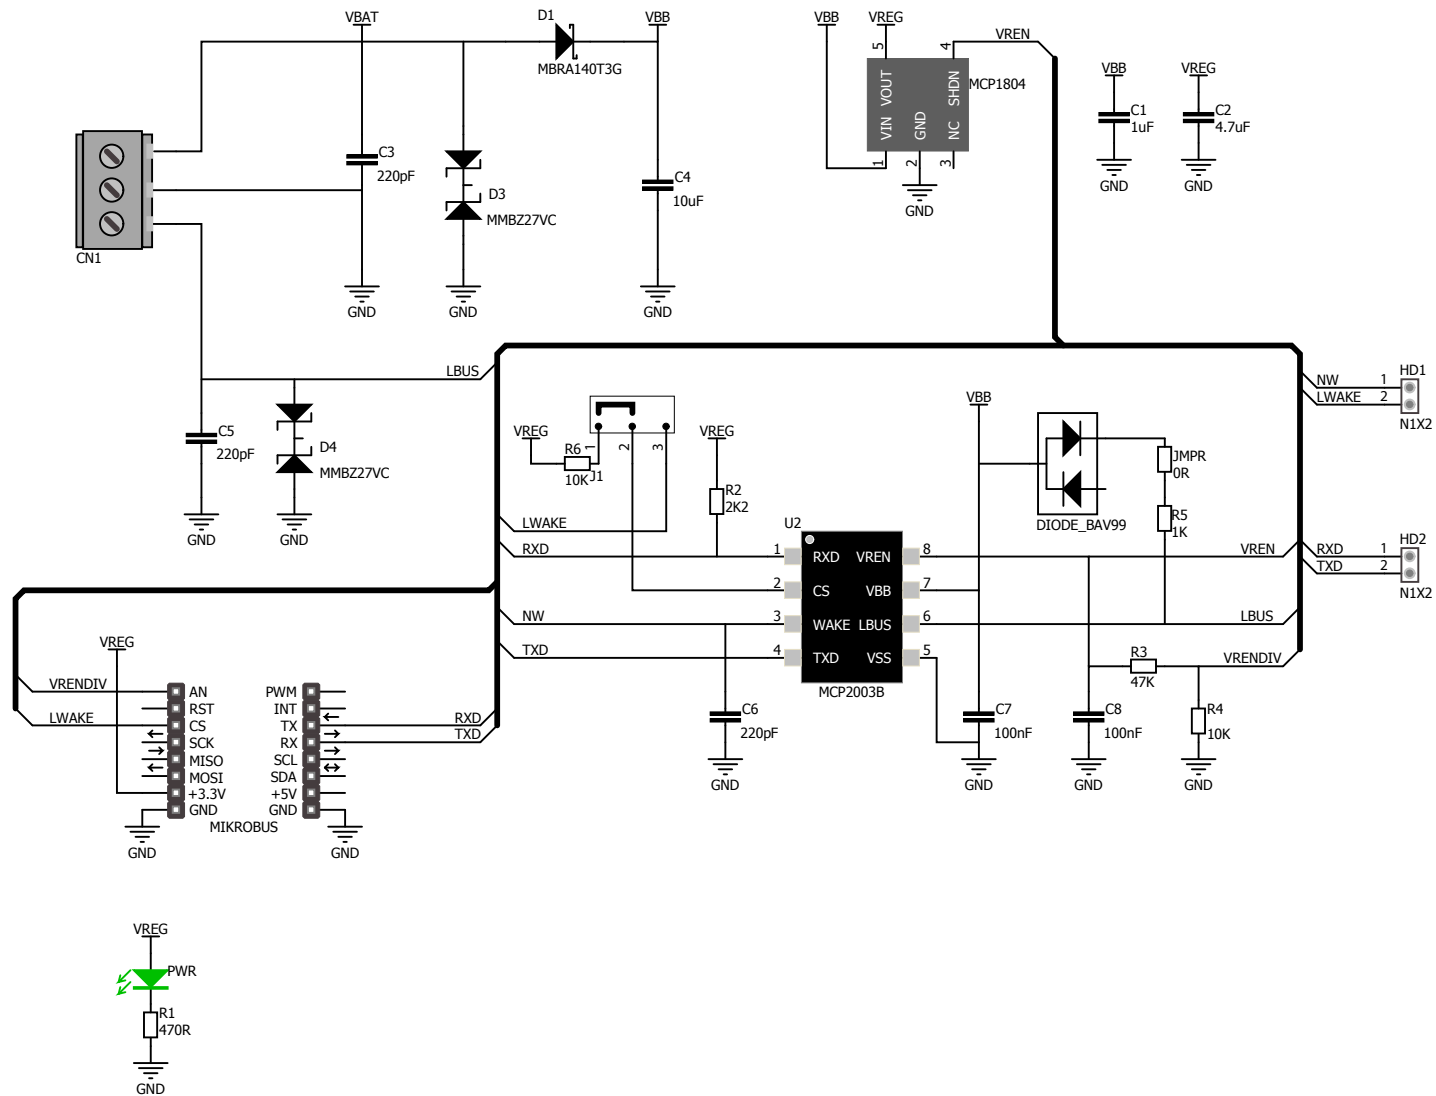 VBAT
D1
MBRA140T3G
VBB
CN1
C3
220pF
D3
MMBZ27VC
C4
10uF
GND
GND
GND
VBB
VREG
5
4
VREN
VOUT
SHDN
VIN
GND
NC
MCP1804
1
2
3
GND
VBB
C1
1uF
GND
VREG
C2
4.7uF
GND
LBUS
C5
220pF
GND
D4
MMBZ27VC
GND
VREG
R6
10K
J1
1
2
3
VREG
R2
2K2
LWAKE
RXD
NW
TXD
U2
1
2
3
4
RXD
CS
WAKE
TXD
VREN
VBB
LBUS
VSS
8
7
6
5
MCP2003B
C6
220pF
GND
VBB
DIODE_BAV99
JMPR
0R
R5
1K
VREN
LBUS
R3
47K
VRENDIV
C7
100nF
GND
C8
100nF
GND
R4
10K
GND
HD1
NW
1
LWAKE
2
N1X2
HD2
RXD
1
TXD
2
N1X2
VREG
VRENDIV
LWAKE
AN
RST
CS
SCK
MISO
MOSI
+3.3V
GND
PWM
INT
TX
RX
SCL
SDA
+5V
GND
RXD
TXD
MIKROBUS
GND
GND
VREG
PWR
R1
470R
GND